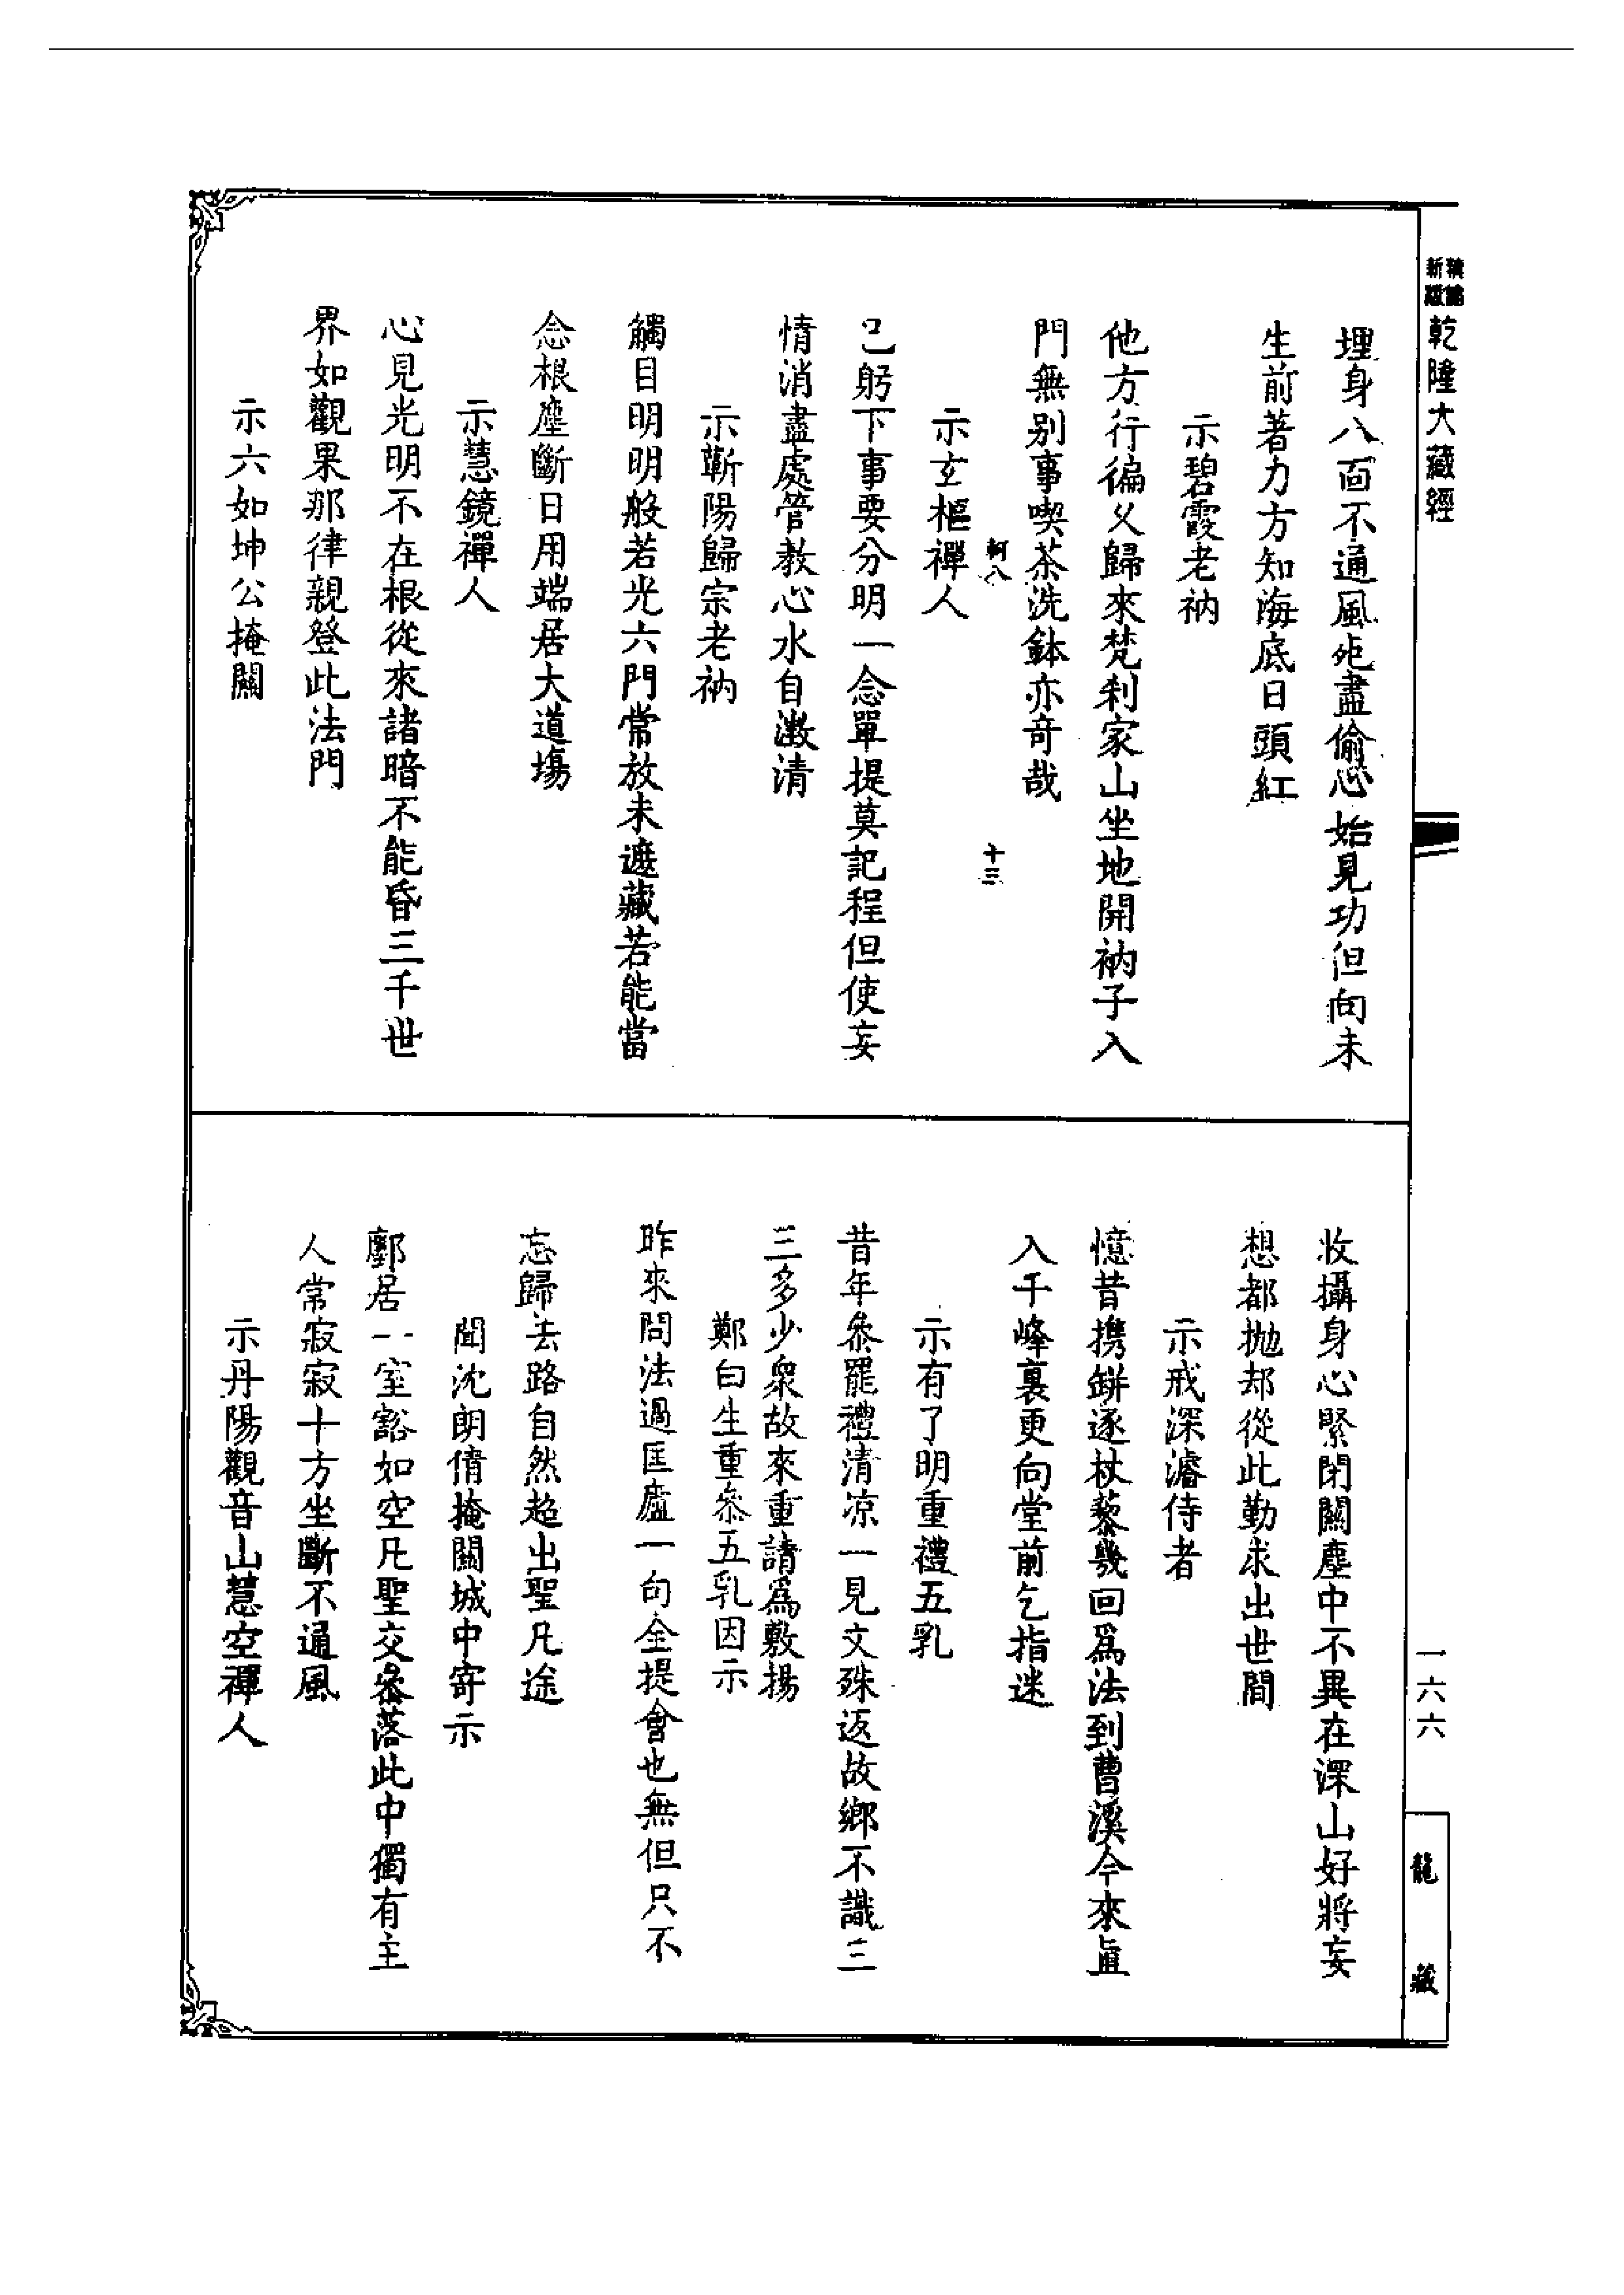 新編
縮版
乾隆大藏經
埋身八面不通風死盡偷心始見功但向未
生前著力方知海底日頭紅
示碧霞老衲
他方行徧久歸來梵刹家山坐地開衲子入
門無别事喫茶洗鉢亦奇哉
軻八
十三
示玄樞禪人
己躬下事要分明一念單提莫記程但使妄
情消盡處管教心水自澂清
示蘄陽歸宗老衲
觸目明明般若光六門常放未遮藏若能當
念根塵斷日用端居大道場
示慧鏡禪人
心見光明不在根從來諸暗不能昏三千世
界如觀果那律親登此法門
示六如坤公掩關
收攝身心緊閉關塵中不異在深山好將妄
想都抛却從此勤求出世間
示戒深濬侍者
憶昔携缾逐杖藜幾回爲法到曹溪今來直
入千峰裏更向堂前乞指迷
示有了明重禮五乳
昔年叅罷禮清凉一見文殊返故鄉不識三
三多少衆故來重請爲敷揚
鄭白生重叅五乳因示
昨來問法過匡廬一句全提會也無但只不
忘歸去路自然超出聖凡途
聞沈朗倩掩關城中寄示
廓居一室豁如空凡聖交叅落此中獨有主
人常寂寂十方坐斷不通風
示丹陽觀音山慧空禪人
一六六
龍藏